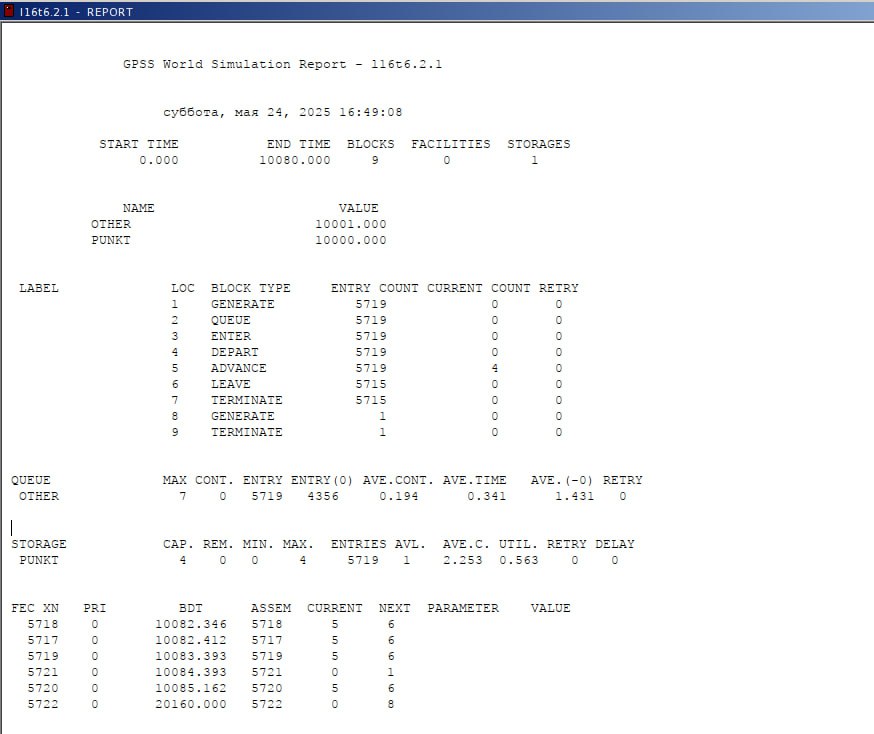 l16t6.2.1 - REPORT
GPSS World Simulation Report - l16t6.2.1
суббота, мая 24, 2025 16:49:08
START TIME END TIME BLOCKS FACILITIES STORAGES
0.000 10080.000 9 0 1
NAME VALUE
OTHER 10001.000
PUNKT 10000.000
LABEL LOC BLOCK TYPE ENTRY COUNT CURRENT COUNT RETRY
1 GENERATE 5719 0 0
2 QUEUE 5719 0 0
3 ENTER 5719 0 0
4 DEPART 5719 0 0
5 ADVANCE 5719 4 0
6 LEAVE 5715 0 0
7 TERMINATE 5715 0 0
8 GENERATE 1 0 0
9 TERMINATE 1 0 0
QUEUE MAX CONT. ENTRY ENTRY(0) AVE.CONT. AVE.TIME AVE.(-0) RETRY
OTHER 7 0 5719 4356 0.194 0.341 1.431 0
STORAGE CAP. REM. MIN. MAX. ENTRIES AVL. AVE.C. UTIL. RETRY DELAY
PUNKT 4 0 0 4 5719 1 2.253 0.563 0 0
FEC XN PRI BDT ASSEM CURRENT NEXT PARAMETER VALUE
5718 0 10082.346 5718 5 6
5717 0 10082.412 5717 5 6
5719 0 10083.393 5719 5 6
5721 0 10084.393 5721 0 1
5720 0 10085.162 5720 5 6
5722 0 20160.000 5722 0 8